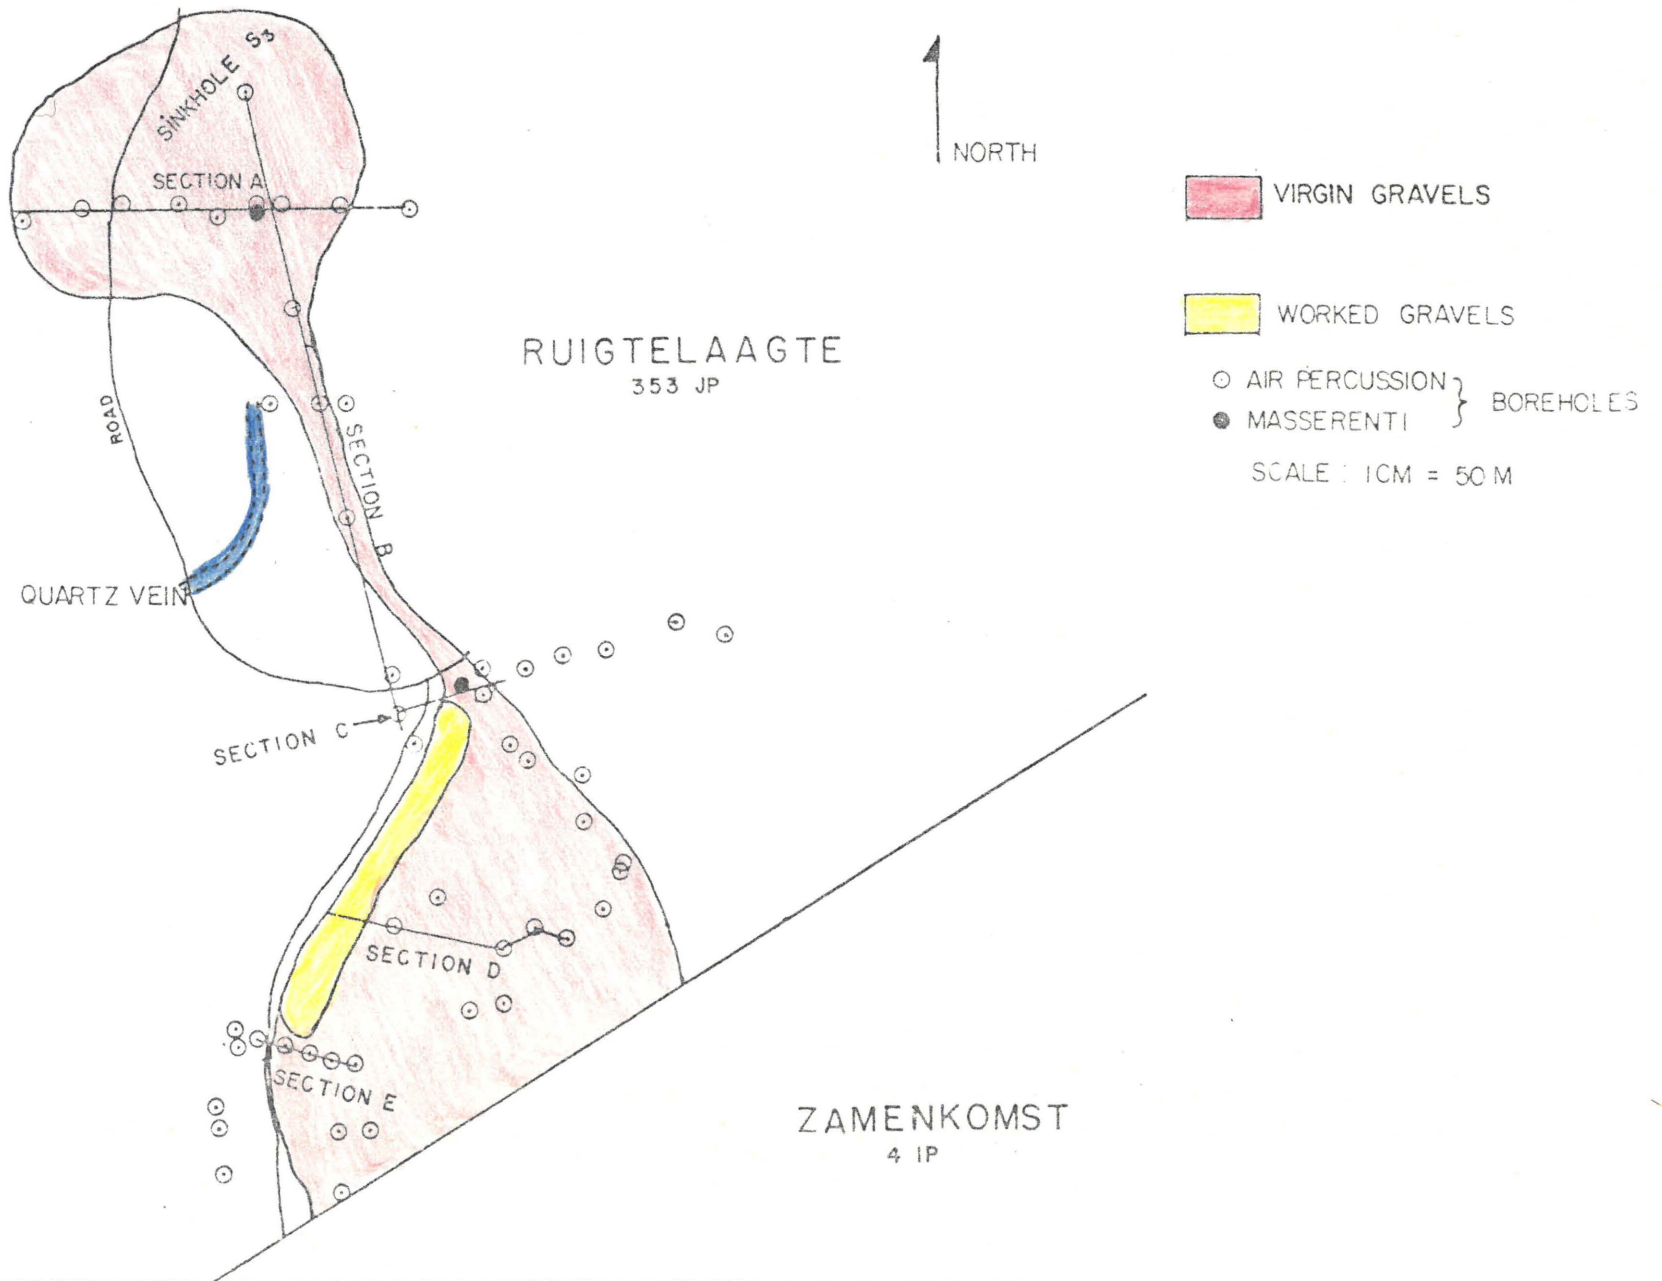 SINKHOLE S3
SECTION A
NORTH
VIRGIN GRAVELS
WORKED GRAVELS
RUIGTELAAGTE
353 JP
AIR PERCUSSION
MASSERENTI
BOREHOLES
SCALE : 1CM = 50 M
ROAD
SECTION B
QUARTZ VEIN
SECTION C
SECTION D
SECTION E
ZAMENKOMST
4 IP